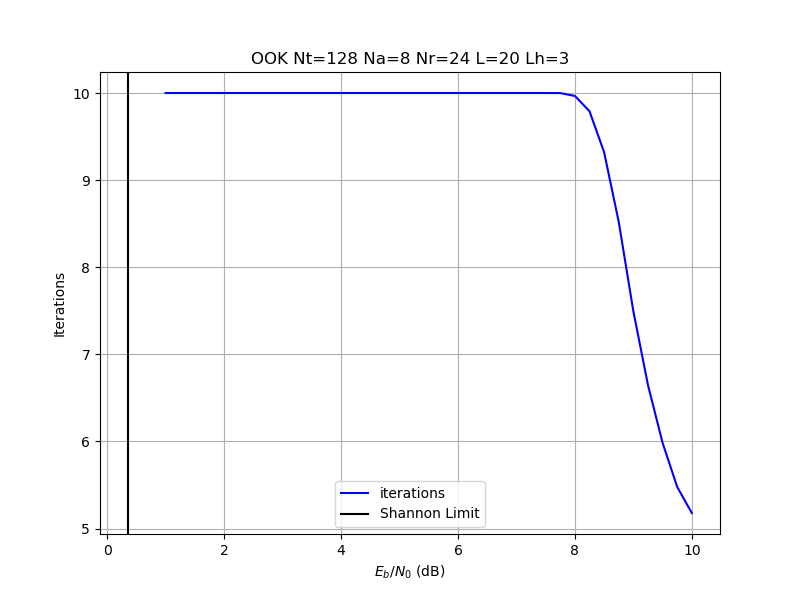 OOK Nt=128 Na=8 Nr=24 L=20 Lh=3
10
9
8
7
6
5
Iterations
iterations
Shannon Limit
0 2 4 6 8 10
E_b/N_0 (dB)